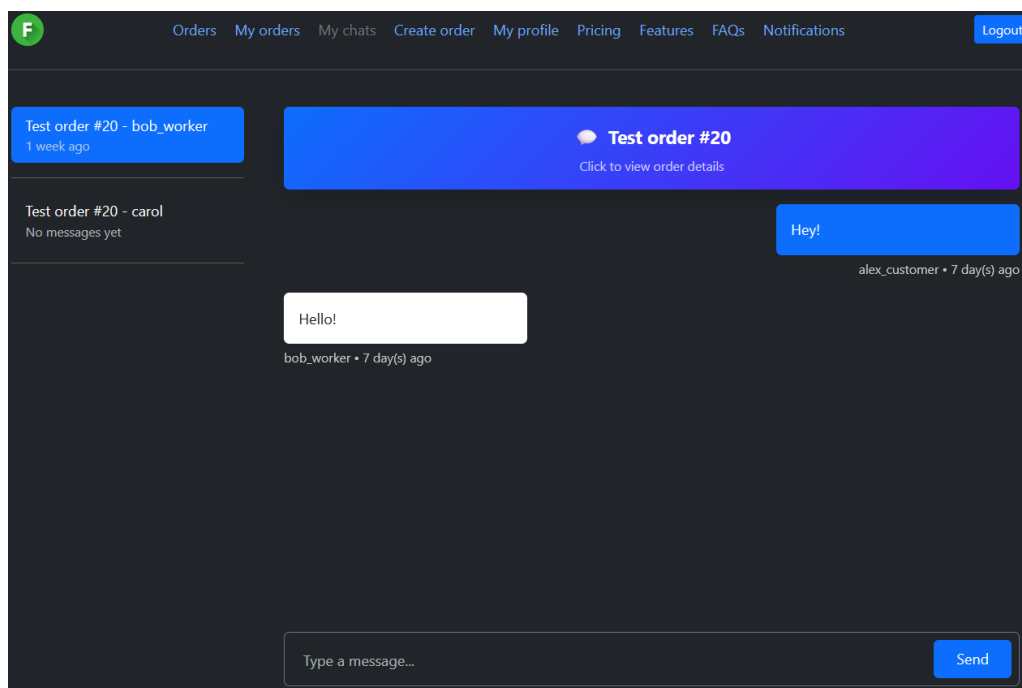 F
Orders My orders My chats Create order My profile Pricing Features FAQs Notifications Logout
Test order #20 - bob_worker
1 week ago
Test order #20 - carol
No messages yet
Test order #20
Click to view order details
Hey!
alex_customer • 7 day(s) ago
Hello!
bob_worker • 7 day(s) ago
Type a message...
Send